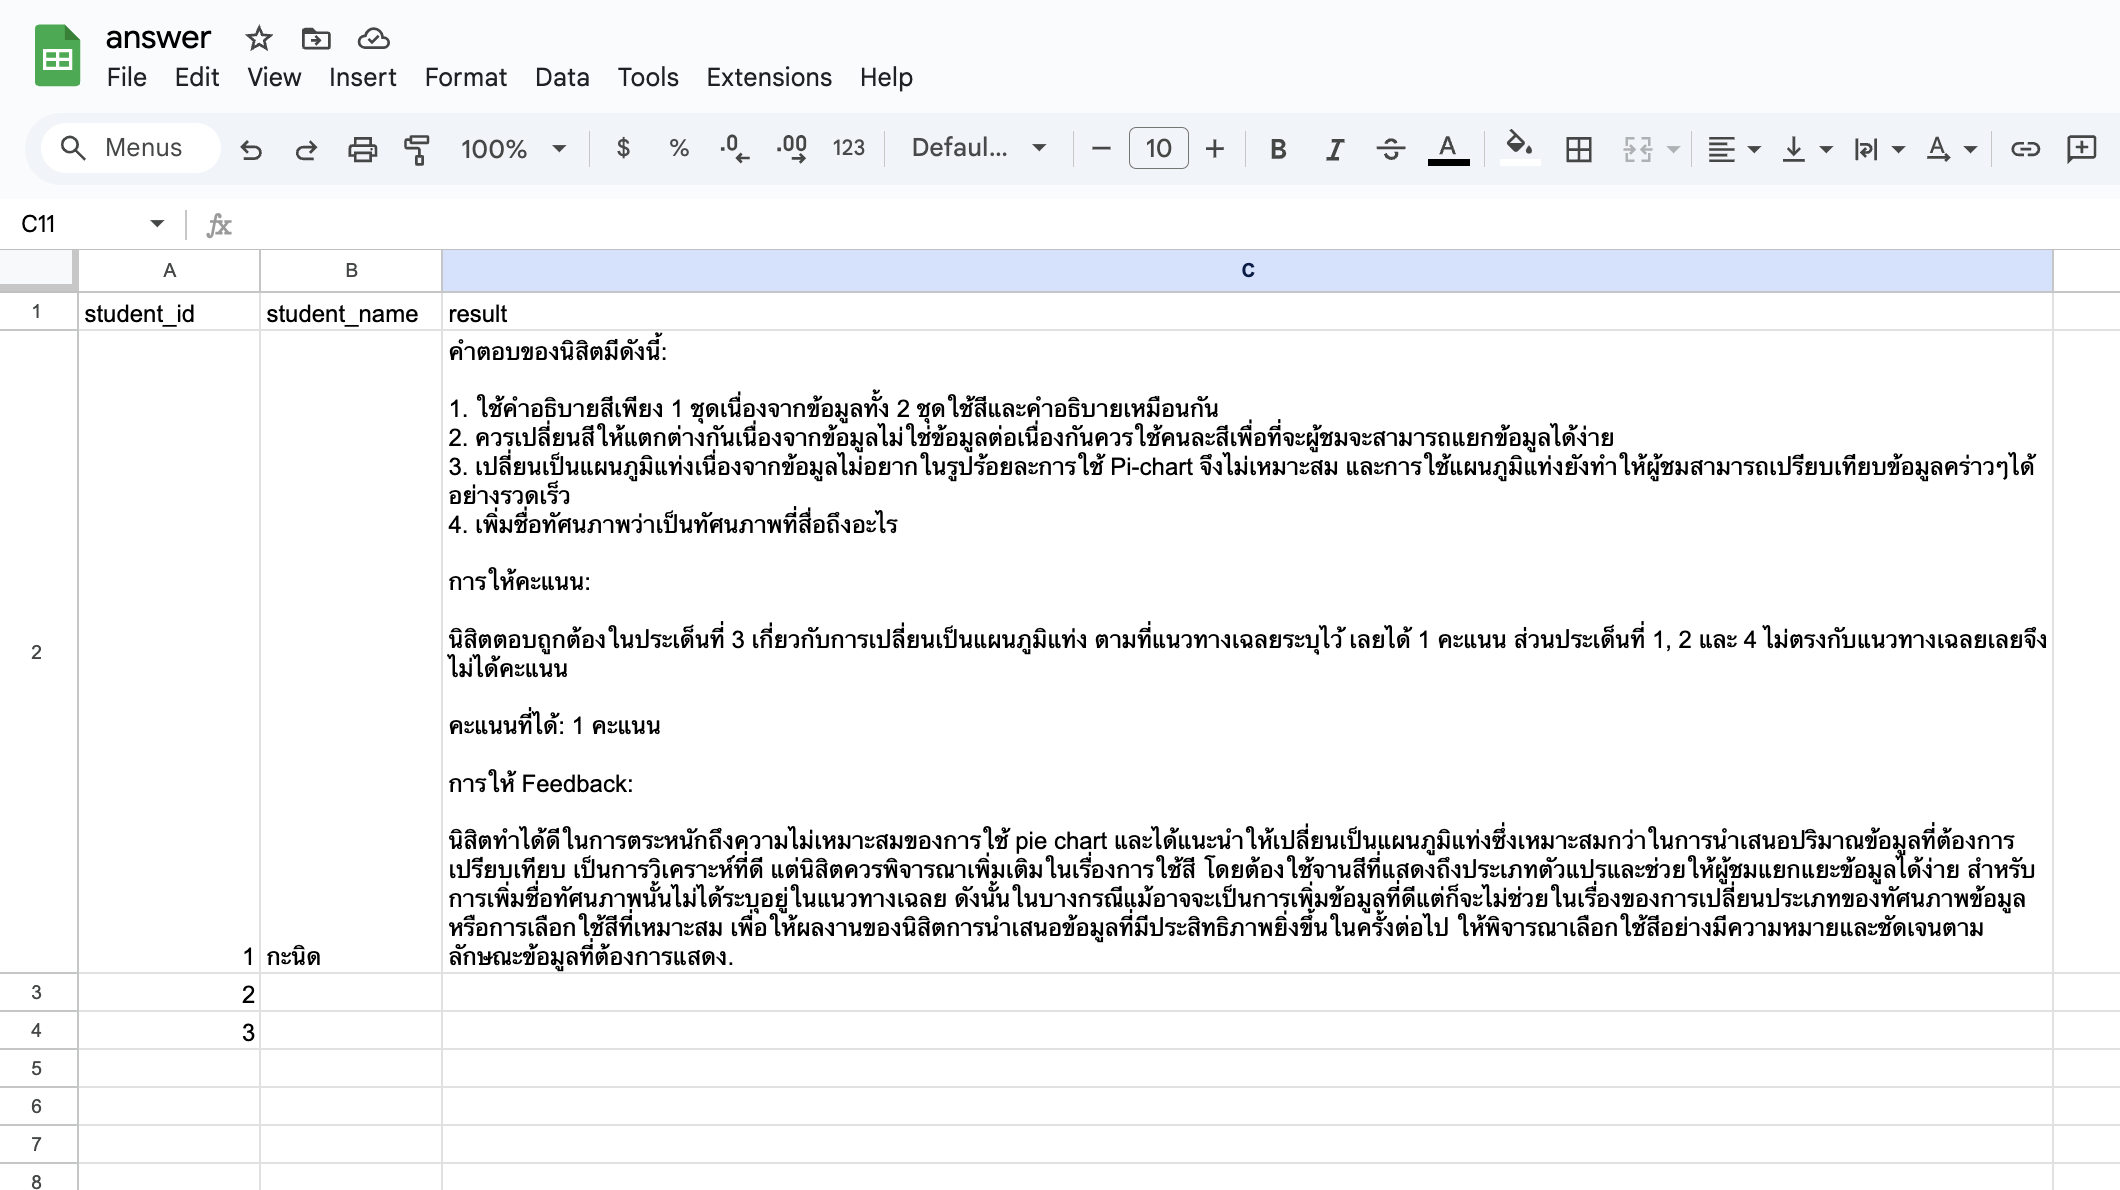 answer
File Edit View Insert Format Data Tools Extensions Help
Menus 100% $ % .0 .00 123 Defaul... 10 B I A A
C11 fx
A B C
1 student_id student_name result
คำตอบของนิสิตมีดังนี้:
1. ใช้คำอธิบายสีเพียง 1 ชุดเนื่องจากข้อมูลทั้ง 2 ชุดใช้สีและคำอธิบายเหมือนกัน
2. ควรเปลี่ยนสีให้แตกต่างกันเนื่องจากข้อมูลไม่ใช่ข้อมูลต่อเนื่องกันควรใช้คนละสีเพื่อที่จะผู้ชมจะสามารถแยกข้อมูลได้ง่าย
3. เปลี่ยนเป็นแผนภูมิแท่งเนื่องจากข้อมูลไม่อยากในรูปร้อยละการใช้ Pi-chart จึงไม่เหมาะสม และการใช้แผนภูมิแท่งยังทำให้ผู้ชมสามารถเปรียบเทียบข้อมูลคร่าวๆได้
อย่างรวดเร็ว
4. เพิ่มชื่อทัศนภาพว่าเป็นทัศนภาพที่สื่อถึงอะไร
การให้คะแนน:
นิสิตตอบถูกต้องในประเด็นที่ 3 เกี่ยวกับการเปลี่ยนเป็นแผนภูมิแท่ง ตามที่แนวทางเฉลยระบุไว้ เลยได้ 1 คะแนน ส่วนประเด็นที่ 1, 2 และ 4 ไม่ตรงกับแนวทางเฉลยเลยจึง
ไม่ได้คะแนน
คะแนนที่ได้: 1 คะแนน
การให้ Feedback:
นิสิตทำได้ดีในการตระหนักถึงความไม่เหมาะสมของการใช้ pie chart และได้แนะนำให้เปลี่ยนเป็นแผนภูมิแท่งซึ่งเหมาะสมกว่าในการนำเสนอปริมาณข้อมูลที่ต้องการ
เปรียบเทียบ เป็นการวิเคราะห์ที่ดี แต่นิสิตควรพิจารณาเพิ่มเติมในเรื่องการใช้สี โดยต้องใช้จานสีที่แสดงถึงประเภทตัวแปรและช่วยให้ผู้ชมแยกแยะข้อมูลได้ง่าย สำหรับ
การเพิ่มชื่อทัศนภาพนั้นไม่ได้ระบุอยู่ในแนวทางเฉลย ดังนั้นในบางกรณีแม้อาจจะเป็นการเพิ่มข้อมูลที่ดีแต่ก็จะไม่ช่วยในเรื่องของการเปลี่ยนประเภทของทัศนภาพข้อมูล
หรือการเลือกใช้สีที่เหมาะสม เพื่อให้ผลงานของนิสิตการนำเสนอข้อมูลที่มีประสิทธิภาพยิ่งขึ้นในครั้งต่อไป ให้พิจารณาเลือกใช้สีอย่างมีความหมายและชัดเจนตาม
2 1 กะนิด ลักษณะข้อมูลที่ต้องการแสดง.
3 2
4 3
5
6
7
8